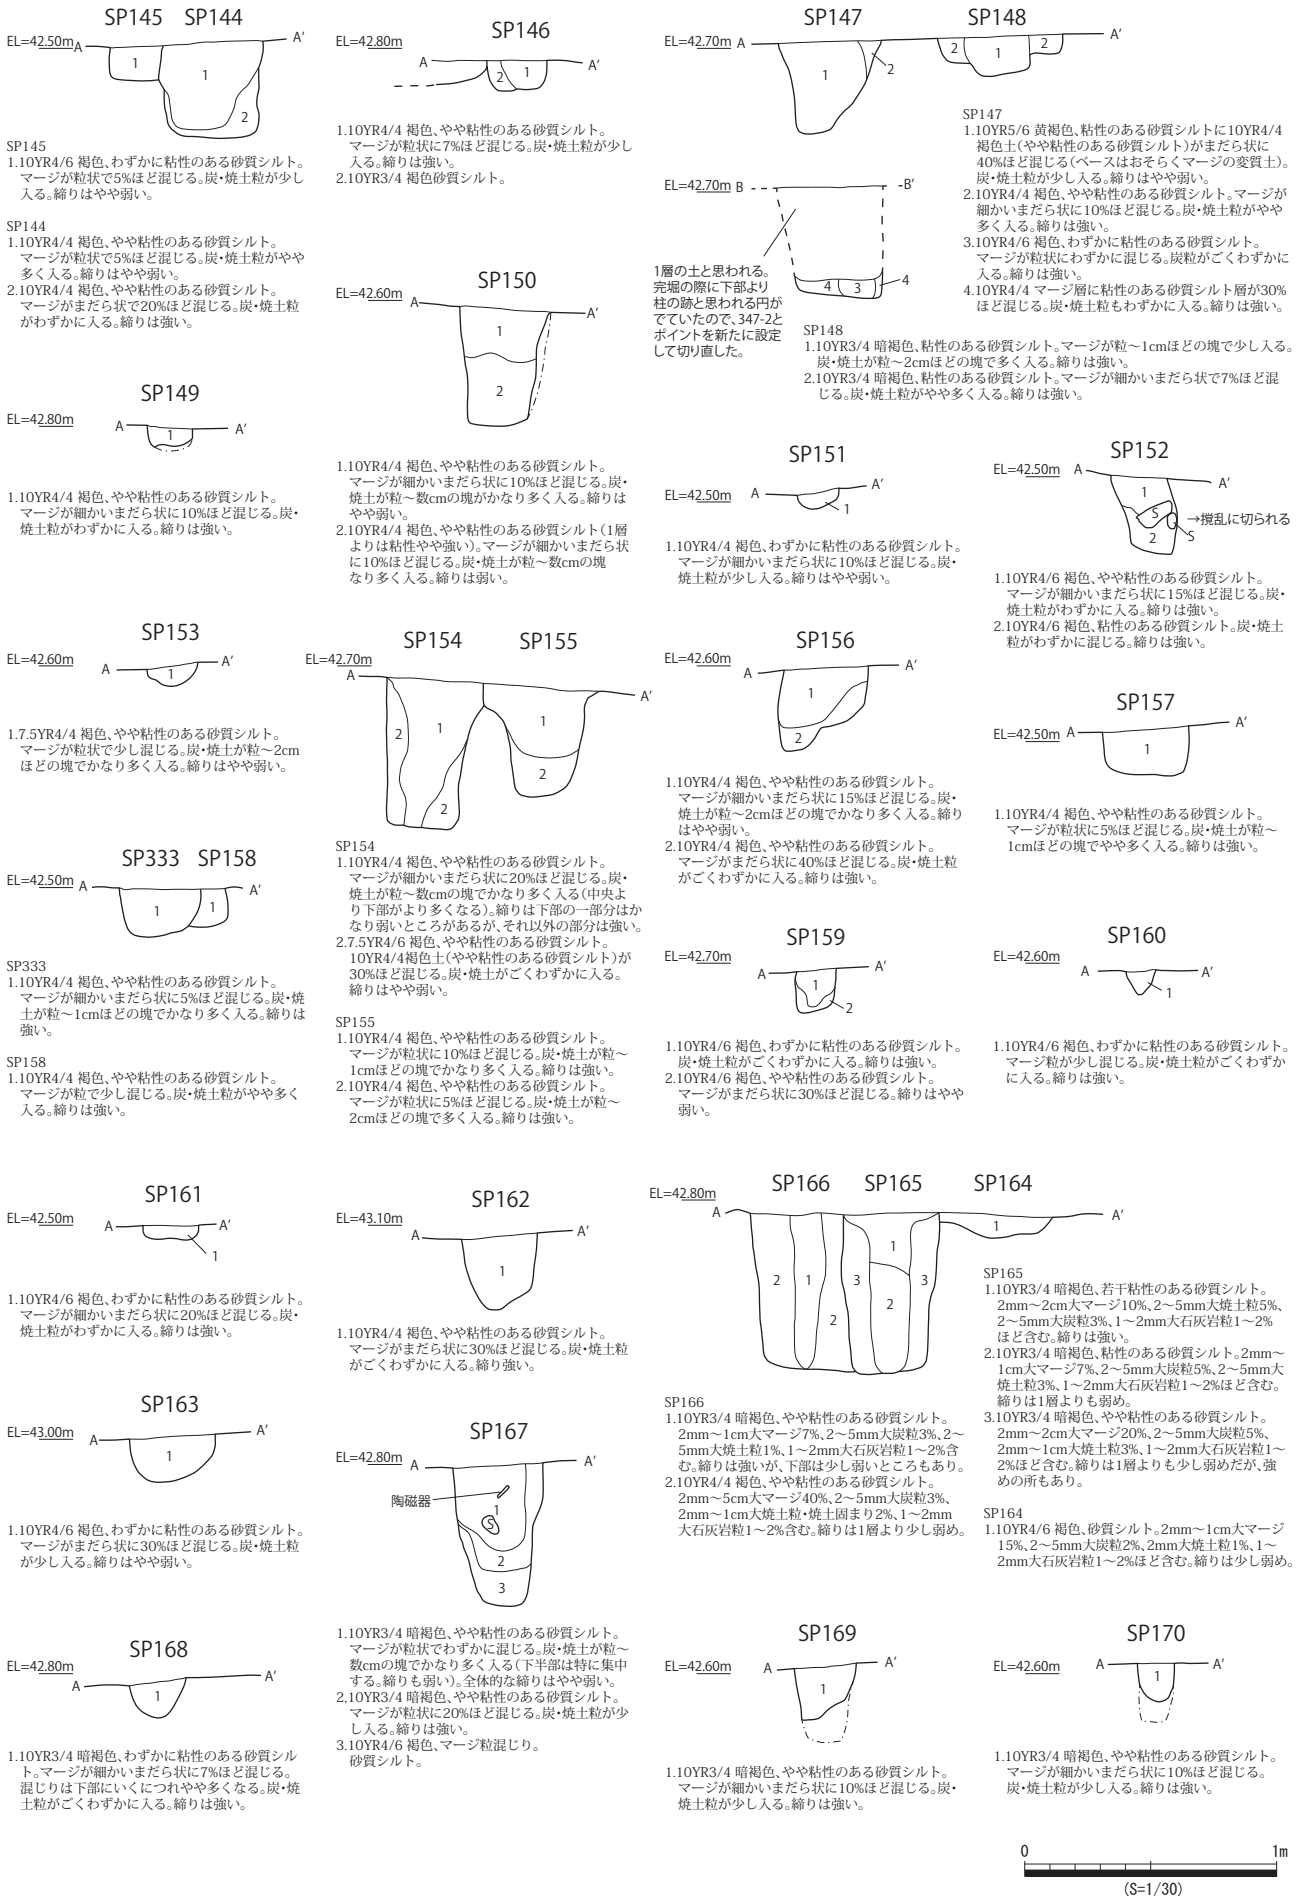 SP145 SP144
EL=42.50m A A′
1 1 2
SP145
1.10YR4/6 褐色、わずかに粘性のある砂質シルト。
マージが粒状で5%ほど混じる。炭・焼土粒が少し
入る。締りはやや弱い。
SP144
1.10YR4/4 褐色、やや粘性のある砂質シルト。
マージが粒状で5%ほど混じる。炭・焼土粒がやや
多く入る。締りはやや弱い。
2.10YR4/4 褐色、やや粘性のある砂質シルト。
マージがまだら状で20%ほど混じる。炭・焼土粒
がわずかに入る。締りは強い。
SP146
EL=42.80m
A A′
2 1
1.10YR4/4 褐色、やや粘性のある砂質シルト。
マージが粒状に7%ほど混じる。炭・焼土粒が少し
入る。締りは強い。
2.10YR3/4 褐色砂質シルト。
SP147 SP148
EL=42.70m A A′
1 2 2 1 2
EL=42.70m B B′
4 3 4
1層の土と思われる。
完堀の際に下部より
柱の跡と思われる円が
でていたので、347-2と
ポイントを新たに設定
して切り直した。
SP147
1.10YR5/6 黄褐色、粘性のある砂質シルトに10YR4/4
褐色土(やや粘性のある砂質シルト)がまだら状に
40%ほど混じる(ベースはおそらくマージの変質土)。
炭・焼土粒が少し入る。締りはやや弱い。
2.10YR4/4 褐色、やや粘性のある砂質シルト。マージが
細かいまだら状に10%ほど混じる。炭・焼土粒がやや
多く入る。締りは強い。
3.10YR4/6 褐色、わずかに粘性のある砂質シルト。
マージが粒状にわずかに混じる。炭粒がごくわずかに
入る。締りは強い。
4.10YR4/4 マージ層に粘性のある砂質シルト層が30%
ほど混じる。炭・焼土粒もわずかに入る。締りは強い。
SP148
1.10YR3/4 暗褐色、粘性のある砂質シルト。マージが粒～1cmほどの塊で少し入る。
炭・焼土が粒～2cmほどの塊で多く入る。締りは強い。
2.10YR3/4 暗褐色、粘性のある砂質シルト。マージが細かいまだら状で7%ほど混
じる。炭・焼土粒がやや多く入る。締りは強い。
SP149
EL=42.80m
A 1 A′
1.10YR4/4 褐色、やや粘性のある砂質シルト。
マージが細かいまだら状に10%ほど混じる。炭・
焼土粒がわずかに入る。締りは強い。
SP150
EL=42.60m A A′
1
2
1.10YR4/4 褐色、やや粘性のある砂質シルト。
マージが細かいまだら状に10%ほど混じる。炭・
焼土が粒～数cmの塊がかなり多く入る。締りは
やや弱い。
2.10YR4/4 褐色、やや粘性のある砂質シルト(1層
よりは粘性やや強い)。マージが細かいまだら状
に10%ほど混じる。炭・焼土が粒～数cmの塊
なり多く入る。締りは弱い。
SP151
EL=42.50m A A′
1
1.10YR4/4 褐色、わずかに粘性のある砂質シルト。
マージが細かいまだら状に10%ほど混じる。炭・
焼土粒が少し入る。締りはやや弱い。
SP152
EL=42.50m A A′
1
S
→撹乱に切られる
2 S
1.10YR4/6 褐色、やや粘性のある砂質シルト。
マージが細かいまだら状に15%ほど混じる。炭・
焼土粒がわずかに入る。締りは強い。
2.10YR4/6 褐色、粘性のある砂質シルト。炭・焼土
粒がわずかに混じる。締りは強い。
SP153
EL=42.60m A A′
1
1.7.5YR4/4 褐色、やや粘性のある砂質シルト。
マージが粒状で少し混じる。炭・焼土が粒～2cm
ほどの塊でかなり多く入る。締りはやや弱い。
SP154 SP155
EL=42.70m
A A′
2 1 1
2 2
SP154
1.10YR4/4 褐色、やや粘性のある砂質シルト。
マージが細かいまだら状に20%ほど混じる。炭・
焼土が粒～数cmの塊でかなり多く入る(中央よ
り下部がより多くなる)。締りは下部の一部分はか
なり弱いところがあるが、それ以外の部分は強い。
2.7.5YR4/6 褐色、やや粘性のある砂質シルト。
10YR4/4褐色土(やや粘性のある砂質シルト)が
30%ほど混じる。炭・焼土がごくわずかに入る。
締りはやや弱い。
SP155
1.10YR4/4 褐色、やや粘性のある砂質シルト。
マージが粒状に10%ほど混じる。炭・焼土が粒～
1cmほどの塊でかなり多く入る。締りは強い。
2.10YR4/4 褐色、やや粘性のある砂質シルト。
マージが粒状に5%ほど混じる。炭・焼土が粒～
2cmほどの塊で多く入る。締りは強い。
SP156
EL=42.60m A A′
1
2
1.10YR4/4 褐色、やや粘性のある砂質シルト。
マージが細かいまだら状に15%ほど混じる。炭・
焼土が粒～2cmほどの塊でかなり多く入る。締り
はやや弱い。
2.10YR4/4 褐色、やや粘性のある砂質シルト。
マージがまだら状に40%ほど混じる。炭・焼土粒
がごくわずかに入る。締りは強い。
SP157
EL=42.50m A A′
1
1.10YR4/4 褐色、やや粘性のある砂質シルト。
マージが粒状に5%ほど混じる。炭・焼土が粒～
1cmほどの塊でやや多く入る。締りは強い。
SP333 SP158
EL=42.50m A A′
1 1
SP333
1.10YR4/4 褐色、やや粘性のある砂質シルト。
マージが細かいまだら状に5%ほど混じる。炭・焼
土が粒～1cmほどの塊でかなり多く入る。締りは
強い。
SP158
1.10YR4/4 褐色、やや粘性のある砂質シルト。
マージが粒で少し混じる。炭・焼土粒がやや多く
入る。締りは強い。
SP159
EL=42.70m A A′
1
2
1.10YR4/6 褐色、わずかに粘性のある砂質シルト。
炭・焼土粒がごくわずかに入る。締りは強い。
2.10YR4/6 褐色、やや粘性のある砂質シルト。
マージがまだら状に30%ほど混じる。締りはやや
弱い。
SP160
EL=42.60m A A′
1
1.10YR4/6 褐色、わずかに粘性のある砂質シルト。
マージ粒が少し混じる。炭・焼土粒がごくわずか
に入る。締りは強い。
SP161
EL=42.50m A A′
1
1.10YR4/6 褐色、わずかに粘性のある砂質シルト。
マージが細かいまだら状に20%ほど混じる。炭・
焼土粒がわずかに入る。締りは強い。
SP162
EL=43.10m
A A′
1
1.10YR4/4 褐色、やや粘性のある砂質シルト。
マージがまだら状に30%ほど混じる。炭・焼土粒
がごくわずかに入る。締り強い。
SP166 SP165 SP164
EL=42.80m
A A′
1 1
2 1 3 3
2 2
SP165
1.10YR3/4 暗褐色、若干粘性のある砂質シルト。
2mm～2cm大マージ10%、2～5mm大焼土粒5%、
2～5mm大炭粒3%、1～2mm大石灰岩粒1～2%
ほど含む。締りは強い。
2.10YR3/4 暗褐色、粘性のある砂質シルト。2mm～
1cm大マージ7%、2～5mm大炭粒5%、2～5mm大
焼土粒3%、1～2mm大石灰岩粒1～2%ほど含む。
締りは1層よりも弱め。
3.10YR3/4 暗褐色、やや粘性のある砂質シルト。
2mm～2cm大マージ20%、2～5mm大炭粒5%、
2mm～1cm大焼土粒3%、1～2mm大石灰岩粒1～
2%ほど含む。締りは1層よりも少し弱めだが、強
めの所もあり。
SP164
1.10YR4/6 褐色、砂質シルト。2mm～1cm大マージ
15%、2～5mm大炭粒2%、2mm大焼土粒1%、1～
2mm大石灰岩粒1～2%ほど含む。締りは少し弱め。
SP166
1.10YR3/4 暗褐色、やや粘性のある砂質シルト。
2mm～1cm大マージ7%、2～5mm大炭粒3%、2～
5mm大焼土粒1%、1～2mm大石灰岩粒1～2%含
む。締りは強いが、下部は少し弱いところもあり。
2.10YR4/4 褐色、やや粘性のある砂質シルト。
2mm～5cm大マージ40%、2～5mm大炭粒3%、
2mm～1cm大焼土粒・焼土固まり2%、1～2mm
大石灰岩粒1～2%含む。締りは1層より少し弱め。
SP163
EL=43.00m A A′
1
1.10YR4/6 褐色、わずかに粘性のある砂質シルト。
マージがまだら状に30%ほど混じる。炭・焼土粒
が少し入る。締りはやや弱い。
SP167
EL=42.80m A A′
陶磁器
1
S
2
3
1.10YR3/4 暗褐色、やや粘性のある砂質シルト。
マージが粒状でわずかに混じる。炭・焼土が粒～
数cmの塊でかなり多く入る(下半部は特に集中
する。締りも弱い)。全体的な締りはやや弱い。
2,10YR3/4 暗褐色、やや粘性のある砂質シルト。
マージが粒状に20%ほど混じる。炭・焼土粒が少
し入る。締りは強い。
3.10YR4/6 褐色、マージ粒混じり。
砂質シルト。
SP168
EL=42.80m
A A′
1
1.10YR3/4 暗褐色、わずかに粘性のある砂質シル
ト。マージが細かいまだら状に7%ほど混じる。
混じりは下部にいくにつれやや多くなる。炭・焼
土粒がごくわずかに入る。締りは強い。
SP169
EL=42.60m A A′
1
1.10YR3/4 暗褐色、やや粘性のある砂質シルト。
マージが細かいまだら状に10%ほど混じる。炭・
焼土粒が少し入る。締りは強い。
SP170
EL=42.60m A A′
1
1.10YR3/4 暗褐色、やや粘性のある砂質シルト。
マージが細かいまだら状に10%ほど混じる。
炭・焼土粒が少し入る。締りは強い。
0 1m
(S=1/30)